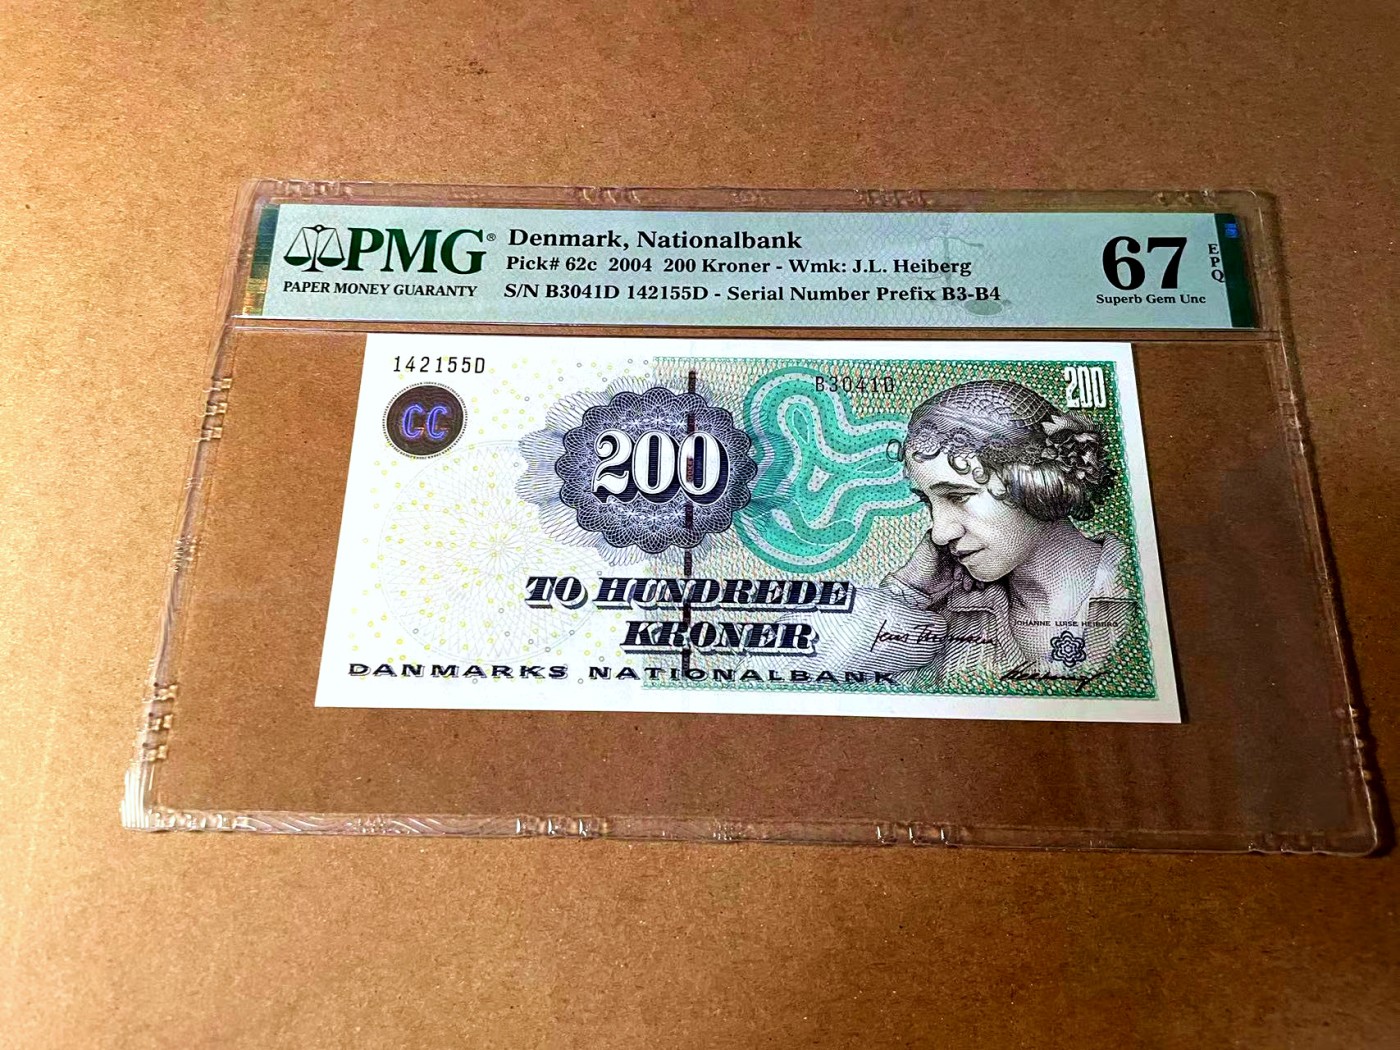 PMG®
PAPER MONEY GUARANTY
Denmark, Nationalbank
Pick# 62c 2004 200 Kroner - Wmk: J.L. Heiberg
S/N B3041D 142155D - Serial Number Prefix B3-B4
67
EPQ
Superb Gem Unc
142155D
B3041D
200
CC
200
TO HUNDREDE
KRONER
JOHANNE LUISE HEIBERG
DANMARKS NATIONALBANK